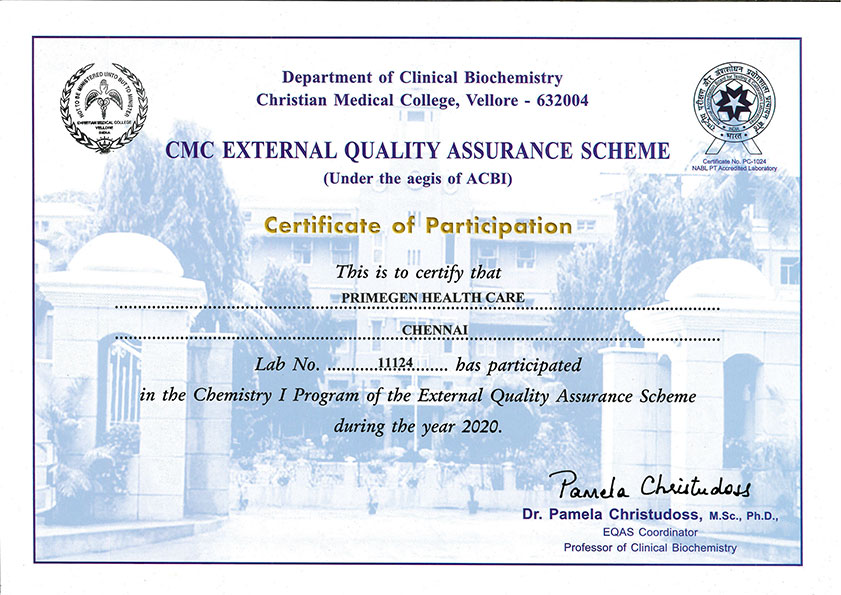 NOT TO BE MINISTERED UNTO BUT TO MINISTER
CHRISTIAN MEDICAL COLLEGE
VELLORE
INDIA
Department of Clinical Biochemistry
Christian Medical College, Vellore - 632004
CMC EXTERNAL QUALITY ASSURANCE SCHEME
(Under the aegis of ACBI)
INDIA
भारत
Certificate No. PC-1024
NABL PT Accredited Laboratory
Certificate of Participation
This is to certify that
PRIMEGEN HEALTH CARE
CHENNAI
Lab No. ............11124......... has participated
in the Chemistry I Program of the External Quality Assurance Scheme
during the year 2020.
Pamela Christudoss
Dr. Pamela Christudoss, M.Sc., Ph.D.,
EQAS Coordinator
Professor of Clinical Biochemistry